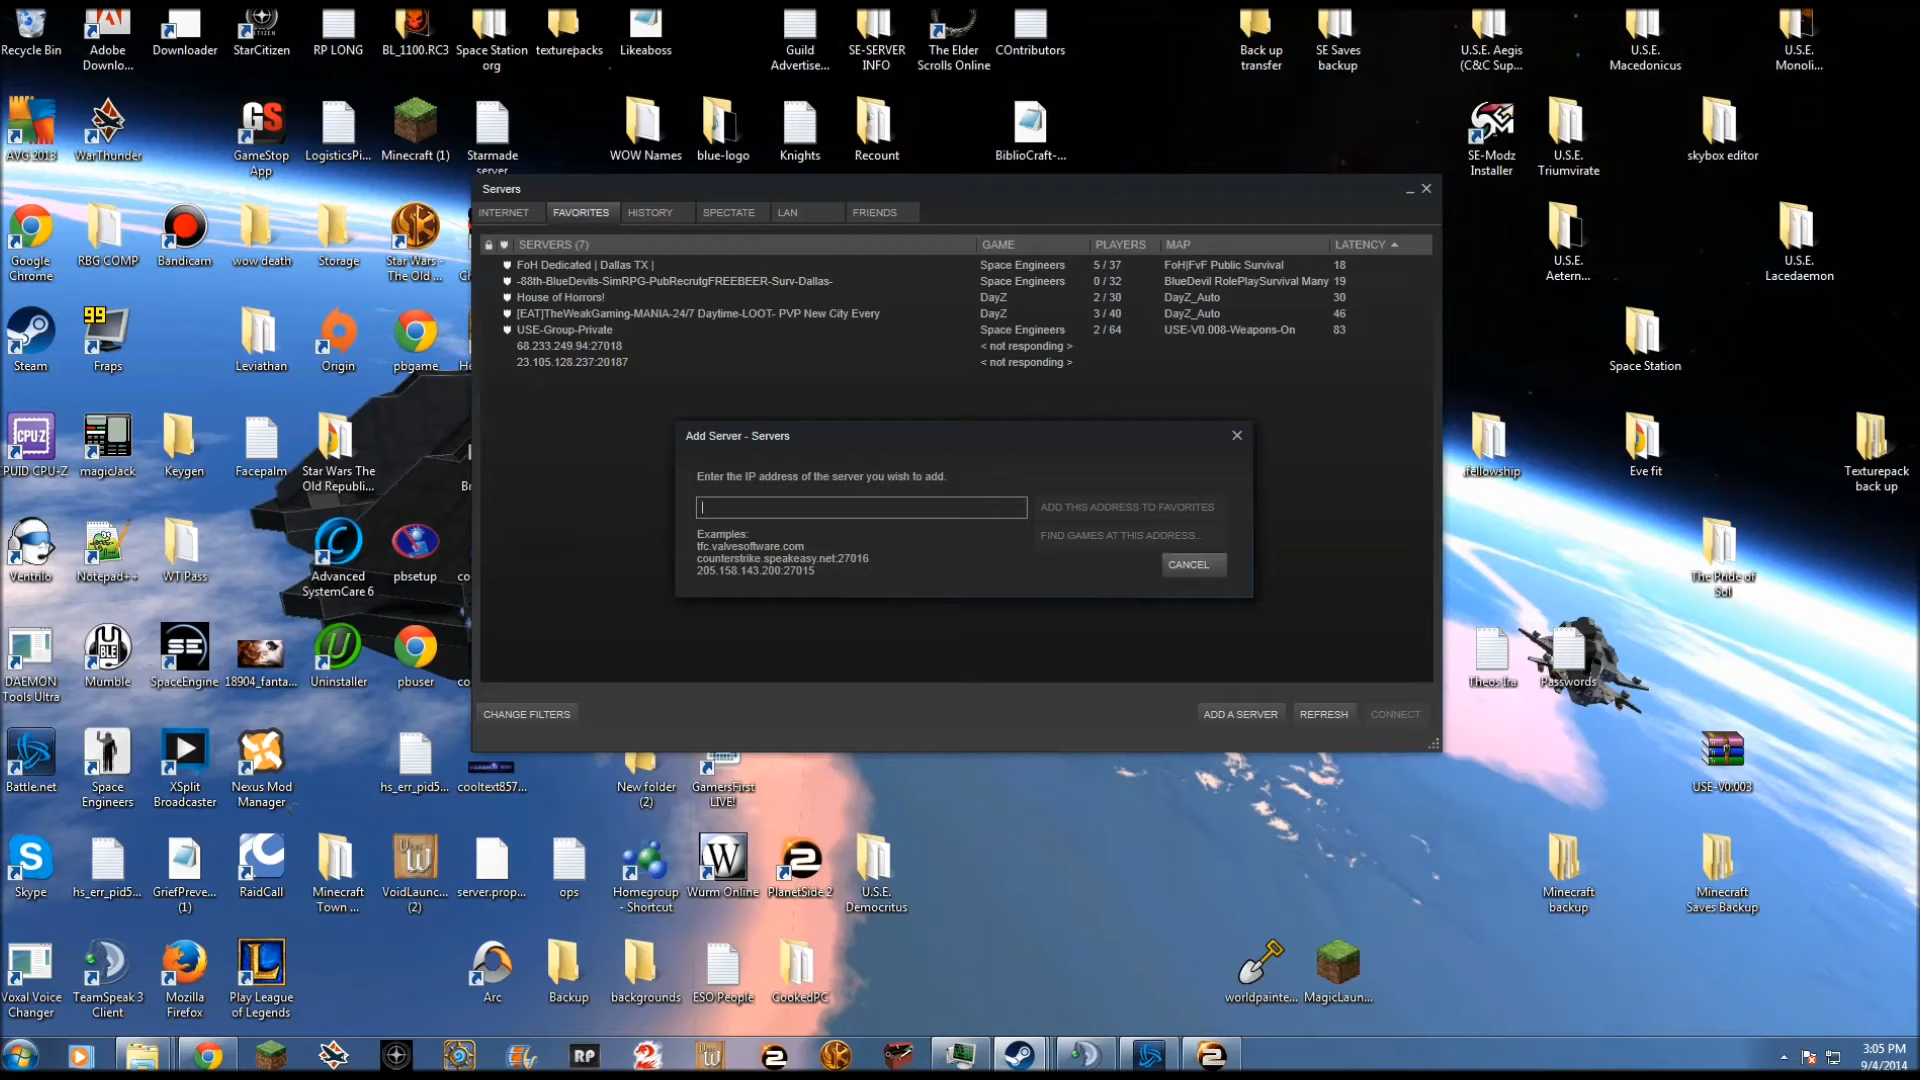 Recycle Bin
Adobe Downlo...
Downloader
StarCitizen
RP LONG
BL_1100.RC3
Space Station org
texturepacks
Likeaboss
Guild Advertise...
SE-SERVER INFO
The Elder Scrolls Online
COntributors
Back up transfer
SE Saves backup
U.S.E. Aegis (C&C Sup...
U.S.E. Macedonicus
U.S.E. Monoli...
AVG 2013
WarThunder
GameStop App
LogisticsPi...
Minecraft (1)
Starmade server
WOW Names
blue-logo
Knights
Recount
BiblioCraft-...
SE-Modz Installer
U.S.E. Triumvirate
skybox editor
Servers
INTERNET
FAVORITES
HISTORY
SPECTATE
LAN
FRIENDS
SERVERS (7)
GAME
PLAYERS
MAP
LATENCY
FoH Dedicated | Dallas TX | Space Engineers 5 / 37 FoH|FvF Public Survival 18
-88th-BlueDevils-SimRPG-PubRecrutgFREEBEER-Surv-Dallas- Space Engineers 0 / 32 BlueDevil RolePlaySurvival Many 19
House of Horrors! DayZ 2 / 30 DayZ_Auto 30
[EAT]TheWeakGaming-MANIA-24/7 Daytime-LOOT- PVP New City Every DayZ 3 / 40 DayZ_Auto 46
USE-Group-Private Space Engineers 2 / 64 USE-V0.008-Weapons-On 83
68.233.249.94:27018 < not responding >
23.105.128.237:20187 < not responding >
Add Server - Servers
Enter the IP address of the server you wish to add.
ADD THIS ADDRESS TO FAVORITES
FIND GAMES AT THIS ADDRESS...
Examples:
tfc.valvesoftware.com
counterstrike.speakeasy.net:27016
205.158.143.200:27015
CANCEL
CHANGE FILTERS
ADD A SERVER
REFRESH
CONNECT
Google Chrome
RBG COMP
Bandicam
wow death
Storage
Star Wars - The Old ...
U.S.E. Aetern...
U.S.E. Lacedaemon
Steam
99
Fraps
Leviathan
Origin
pbgame
Space Station
CPU-Z
CPUID CPU-Z
magicJack
Keygen
Facepalm
Star Wars The Old Republi...
fellowship
Eve fit
Texturepack back up
Ventrilo
Notepad++
WT Pass
Advanced SystemCare 6
pbsetup
The Pride of Sol
DAEMON Tools Ultra
Mumble
SpaceEngine
18904_fanta...
Uninstaller
pbuser
Theos Ira
Passwords
Battle.net
Space Engineers
XSplit Broadcaster
Nexus Mod Manager
hs_err_pid5...
cooltext857...
New folder (2)
GamersFirst LIVE!
USE-V0.003
Skype
hs_err_pid5...
GriefPreve... (1)
RaidCall
Minecraft Town ...
VoidLaunc... (2)
server.prop...
ops
Homegroup - Shortcut
Wurm Online
PlanetSide 2
U.S.E. Democritus
Minecraft backup
Minecraft Saves Backup
Voxal Voice Changer
TeamSpeak 3 Client
Mozilla Firefox
Play League of Legends
Arc
Backup
backgrounds
ESO People
CookedPC
worldpainte...
MagicLaun...
RP
3:05 PM
9/4/2014